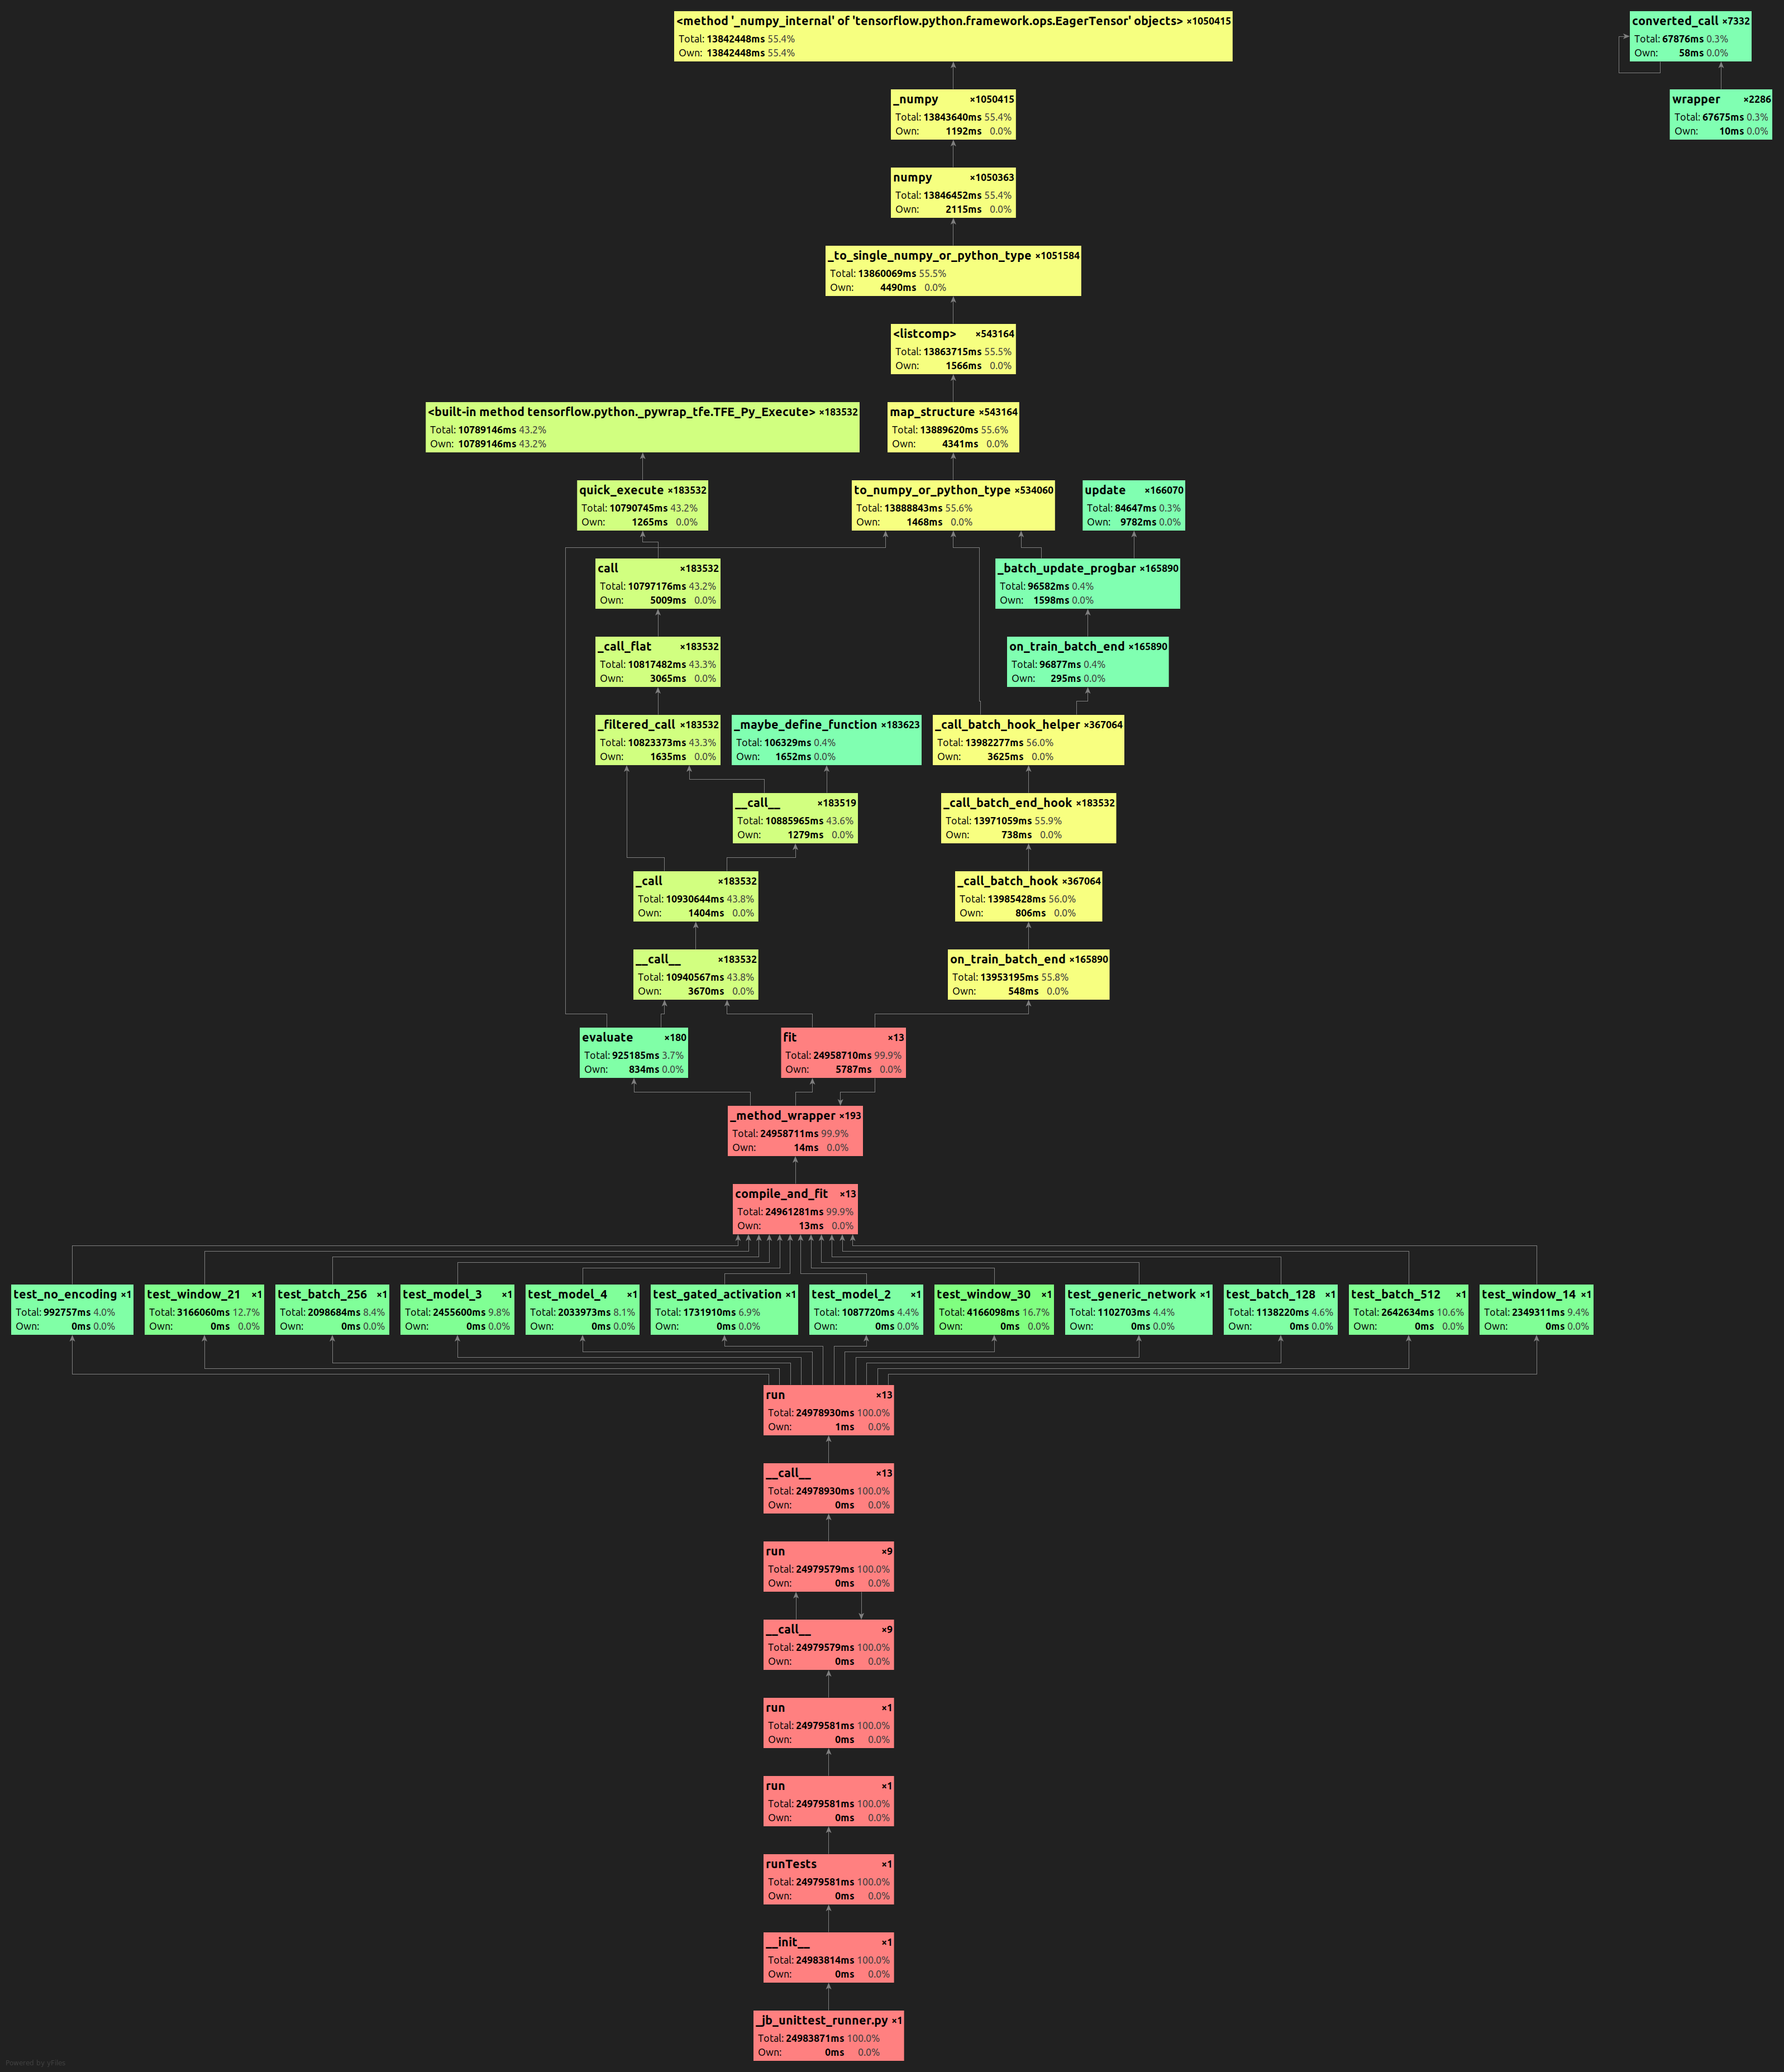 <method '_numpy_internal' of 'tensorflow.python.framework.ops.EagerTensor' objects> ×1050415
Total: 13842448ms 55.4%
Own: 13842448ms 55.4%
converted_call ×7332
Total: 67876ms 0.3%
Own: 58ms 0.0%
_numpy ×1050415
Total: 13843640ms 55.4%
Own: 1192ms 0.0%
wrapper ×2286
Total: 67675ms 0.3%
Own: 10ms 0.0%
numpy ×1050363
Total: 13846452ms 55.4%
Own: 2115ms 0.0%
_to_single_numpy_or_python_type ×1051584
Total: 13860069ms 55.5%
Own: 4490ms 0.0%
<listcomp> ×543164
Total: 13863715ms 55.5%
Own: 1566ms 0.0%
<built-in method tensorflow.python._pywrap_tfe.TFE_Py_Execute> ×183532
Total: 10789146ms 43.2%
Own: 10789146ms 43.2%
map_structure ×543164
Total: 13889620ms 55.6%
Own: 4341ms 0.0%
quick_execute ×183532
Total: 10790745ms 43.2%
Own: 1265ms 0.0%
to_numpy_or_python_type ×534060
Total: 13888843ms 55.6%
Own: 1468ms 0.0%
update ×166070
Total: 84647ms 0.3%
Own: 9782ms 0.0%
call ×183532
Total: 10797176ms 43.2%
Own: 5009ms 0.0%
_batch_update_progbar ×165890
Total: 96582ms 0.4%
Own: 1598ms 0.0%
_call_flat ×183532
Total: 10817482ms 43.3%
Own: 3065ms 0.0%
on_train_batch_end ×165890
Total: 96877ms 0.4%
Own: 295ms 0.0%
_filtered_call ×183532
Total: 10823373ms 43.3%
Own: 1635ms 0.0%
_maybe_define_function ×183623
Total: 106329ms 0.4%
Own: 1652ms 0.0%
_call_batch_hook_helper ×367064
Total: 13982277ms 56.0%
Own: 3625ms 0.0%
__call__ ×183519
Total: 10885965ms 43.6%
Own: 1279ms 0.0%
_call_batch_end_hook ×183532
Total: 13971059ms 55.9%
Own: 738ms 0.0%
_call ×183532
Total: 10930644ms 43.8%
Own: 1404ms 0.0%
_call_batch_hook ×367064
Total: 13985428ms 56.0%
Own: 806ms 0.0%
__call__ ×183532
Total: 10940567ms 43.8%
Own: 3670ms 0.0%
on_train_batch_end ×165890
Total: 13953195ms 55.8%
Own: 548ms 0.0%
evaluate ×180
Total: 925185ms 3.7%
Own: 834ms 0.0%
fit ×13
Total: 24958710ms 99.9%
Own: 5787ms 0.0%
_method_wrapper ×193
Total: 24958711ms 99.9%
Own: 14ms 0.0%
compile_and_fit ×13
Total: 24961281ms 99.9%
Own: 13ms 0.0%
test_no_encoding ×1
Total: 992757ms 4.0%
Own: 0ms 0.0%
test_window_21 ×1
Total: 3166060ms 12.7%
Own: 0ms 0.0%
test_batch_256 ×1
Total: 2098684ms 8.4%
Own: 0ms 0.0%
test_model_3 ×1
Total: 2455600ms 9.8%
Own: 0ms 0.0%
test_model_4 ×1
Total: 2033973ms 8.1%
Own: 0ms 0.0%
test_gated_activation ×1
Total: 1731910ms 6.9%
Own: 0ms 0.0%
test_model_2 ×1
Total: 1087720ms 4.4%
Own: 0ms 0.0%
test_window_30 ×1
Total: 4166098ms 16.7%
Own: 0ms 0.0%
test_generic_network ×1
Total: 1102703ms 4.4%
Own: 0ms 0.0%
test_batch_128 ×1
Total: 1138220ms 4.6%
Own: 0ms 0.0%
test_batch_512 ×1
Total: 2642634ms 10.6%
Own: 0ms 0.0%
test_window_14 ×1
Total: 2349311ms 9.4%
Own: 0ms 0.0%
run ×13
Total: 24978930ms 100.0%
Own: 1ms 0.0%
__call__ ×13
Total: 24978930ms 100.0%
Own: 0ms 0.0%
run ×9
Total: 24979579ms 100.0%
Own: 0ms 0.0%
__call__ ×9
Total: 24979579ms 100.0%
Own: 0ms 0.0%
run ×1
Total: 24979581ms 100.0%
Own: 0ms 0.0%
run ×1
Total: 24979581ms 100.0%
Own: 0ms 0.0%
runTests ×1
Total: 24979581ms 100.0%
Own: 0ms 0.0%
__init__ ×1
Total: 24983814ms 100.0%
Own: 0ms 0.0%
_jb_unittest_runner.py ×1
Total: 24983871ms 100.0%
Own: 0ms 0.0%
Powered by yFiles